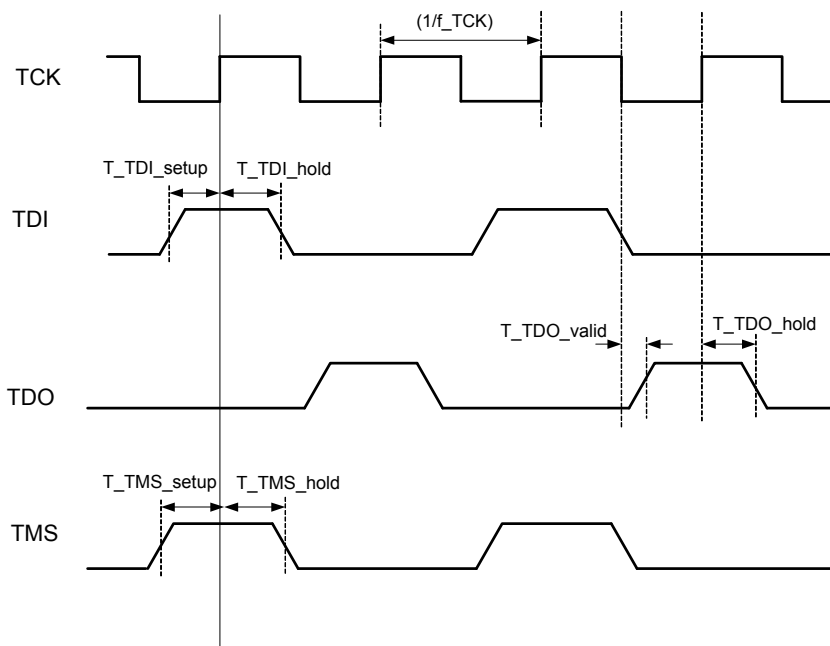 (1/f_TCK)
TCK
T_TDI_setup
T_TDI_hold
TDI
T_TDO_valid
T_TDO_hold
TDO
T_TMS_setup
T_TMS_hold
TMS